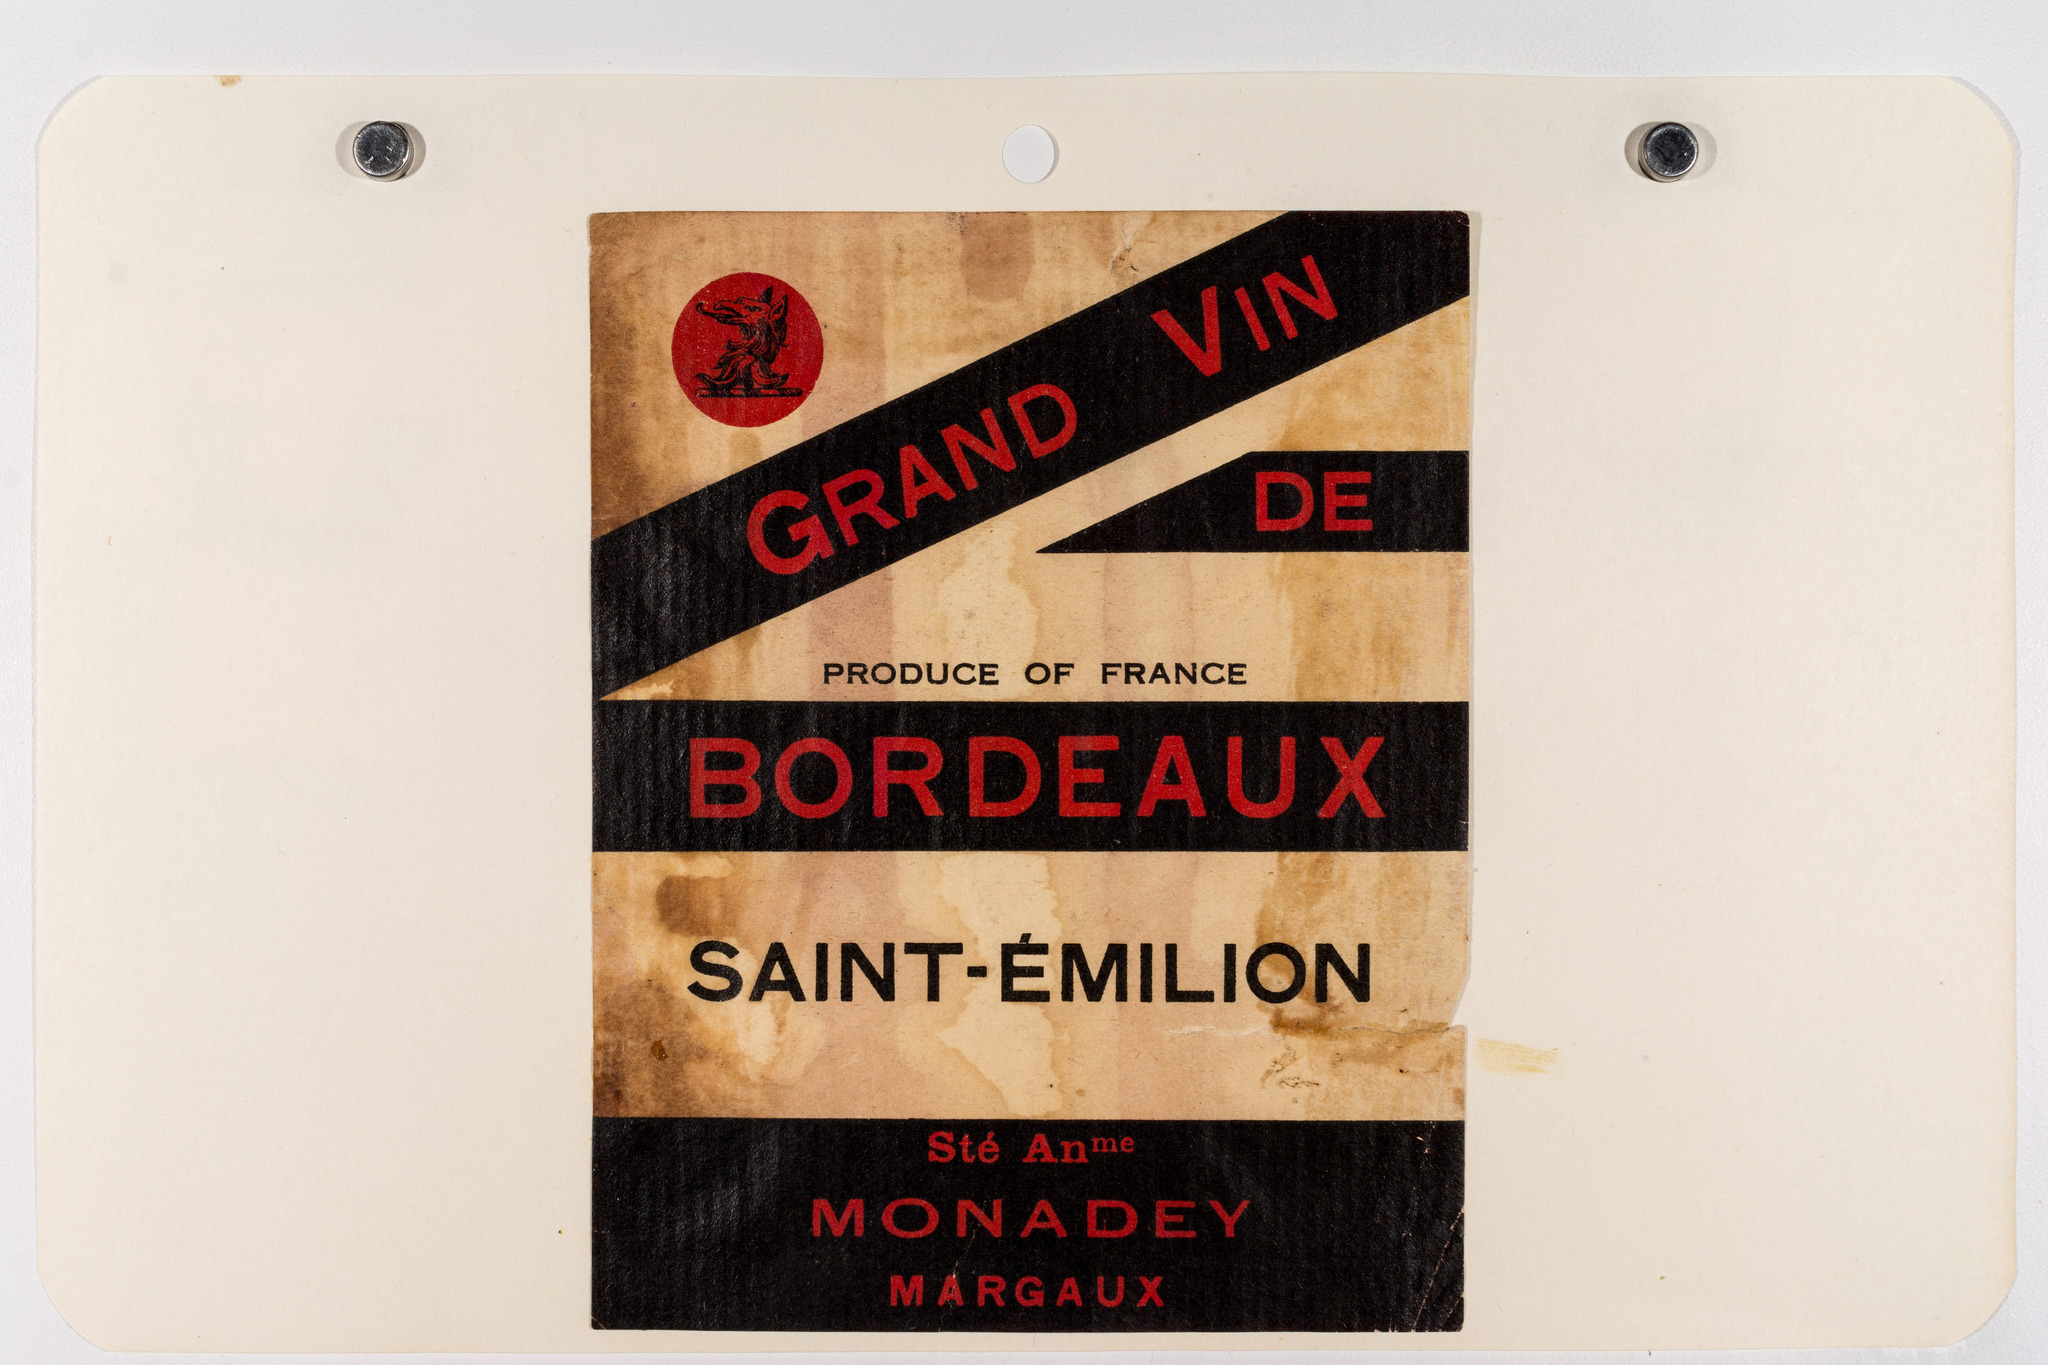 GRAND VIN
DE
PRODUCE OF FRANCE
BORDEAUX
SAINT-ÉMILION
Sté Anme
MONADEY
MARGAUX